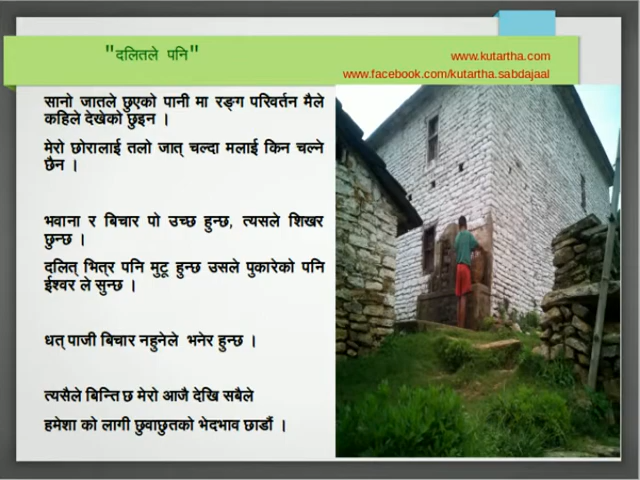 "दलितले पनि"
www.kutartha.com
www.facebook.com/kutartha.sabdajaal
सानो जातले छुएको पानी मा रङ्ग परिवर्तन मैले
कहिले देखेको छुइन ।
मेरो छोरालाई तलो जात् चल्दा मलाई किन चल्ने
छैन ।
भवाना र बिचार पो उच्छ हुन्छ, त्यसले शिखर
छुन्छ ।
दलित् भित्र पनि मुटू हुन्छ उसले पुकारेको पनि
ईश्वर ले सुन्छ ।
धत् पाजी बिचार नहुनेले भनेर हुन्छ ।
त्यसैले बिन्ति छ मेरो आजै देखि सबैले
हमेशा को लागी छुवाछुतको भेदभाव छाडौं ।